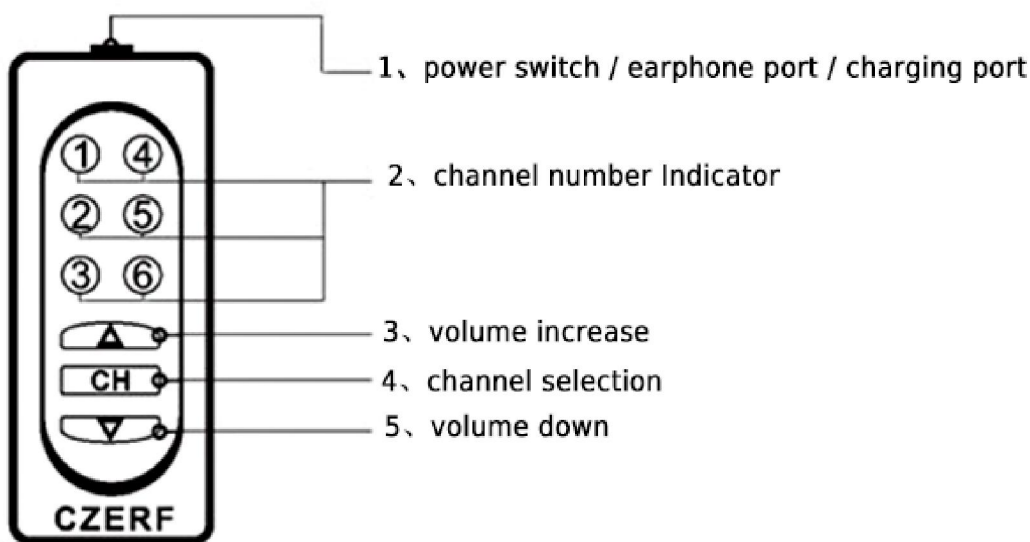 1、power switch / earphone port / charging port
① ④
2、channel number Indicator
② ⑤
③ ⑥
3、volume increase
CH
4、channel selection
5、volume down
CZERF